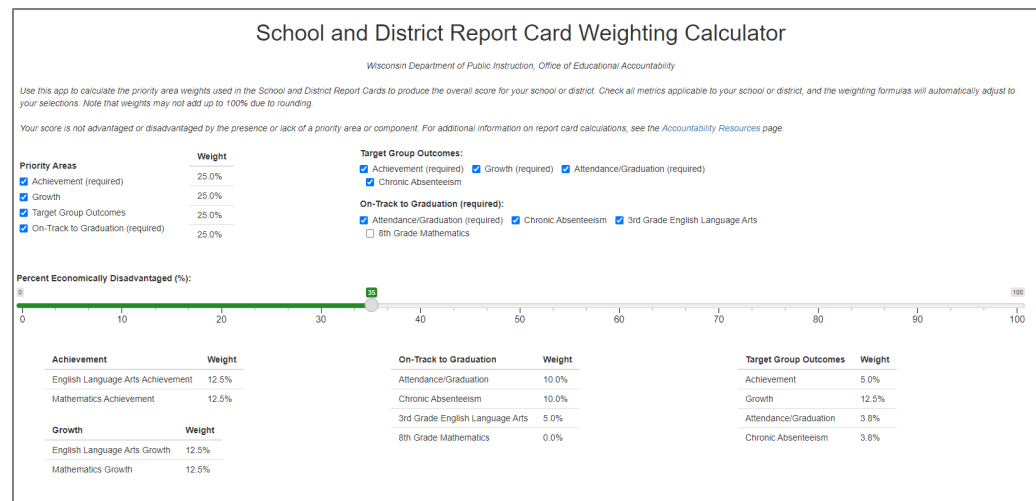 School and District Report Card Weighting Calculator
Wisconsin Department of Public Instruction, Office of Educational Accountability
Use this app to calculate the priority area weights used in the School and District Report Cards to produce the overall score for your school or district. Check all metrics applicable to your school or district, and the weighting formulas will automatically adjust to
your selections. Note that weights may not add up to 100% due to rounding.
Your score is not advantaged or disadvantaged by the presence or lack of a priority area or component. For additional information on report card calculations, see the Accountability Resources page.
Priority Areas
Achievement (required)
Growth
Target Group Outcomes
On-Track to Graduation (required)
Weight
25.0%
25.0%
25.0%
25.0%
Target Group Outcomes:
Achievement (required) Growth (required) Attendance/Graduation (required)
Chronic Absenteeism
On-Track to Graduation (required):
Attendance/Graduation (required) Chronic Absenteeism 3rd Grade English Language Arts
8th Grade Mathematics
Percent Economically Disadvantaged (%):
0 35 100
0 10 20 30 40 50 60 70 80 90 100
Achievement Weight
English Language Arts Achievement 12.5%
Mathematics Achievement 12.5%
Growth Weight
English Language Arts Growth 12.5%
Mathematics Growth 12.5%
On-Track to Graduation Weight
Attendance/Graduation 10.0%
Chronic Absenteeism 10.0%
3rd Grade English Language Arts 5.0%
8th Grade Mathematics 0.0%
Target Group Outcomes Weight
Achievement 5.0%
Growth 12.5%
Attendance/Graduation 3.8%
Chronic Absenteeism 3.8%